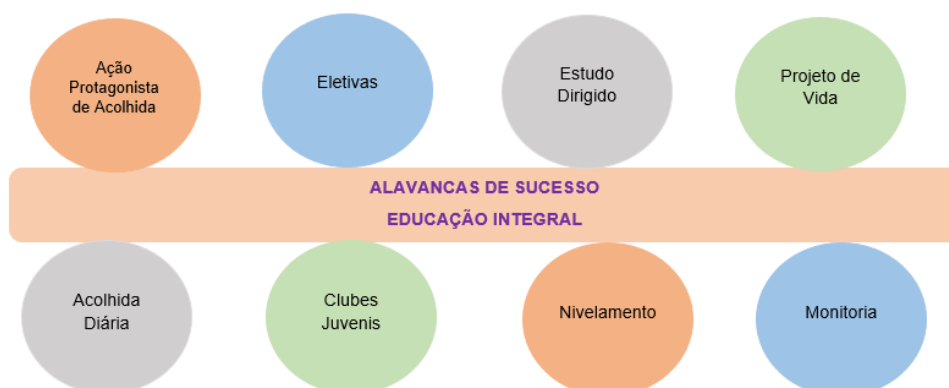 Ação
Protagonista
de Acolhida
Eletivas
Estudo
Dirigido
Projeto de
Vida
ALAVANCAS DE SUCESSO
EDUCAÇÃO INTEGRAL
Acolhida
Diária
Clubes
Juvenis
Nivelamento
Monitoria